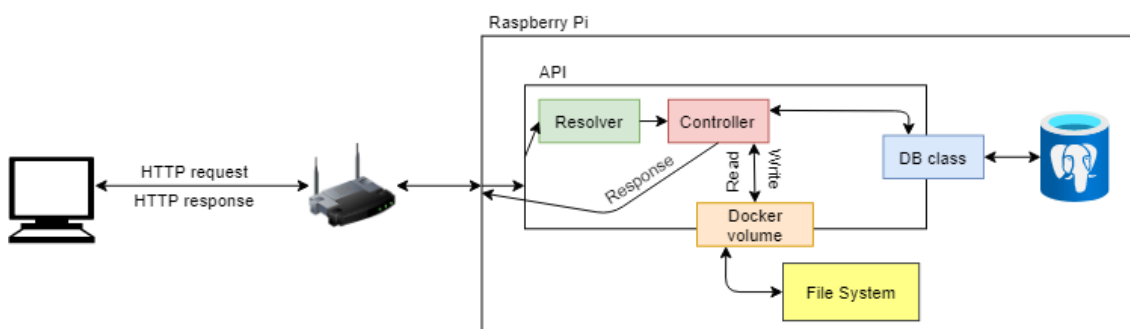 Raspberry Pi
API
Resolver
Controller
HTTP request
HTTP response
Response
Read
Write
DB class
Docker
volume
File System